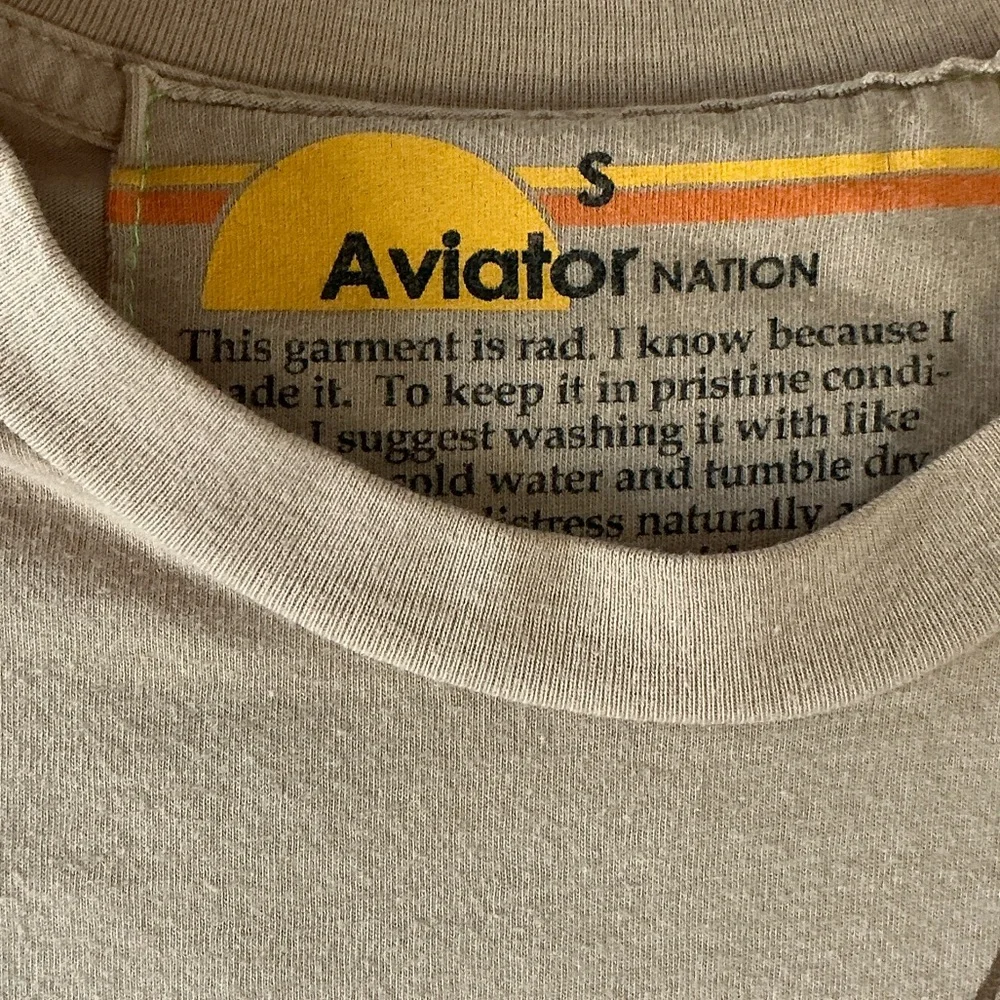 S
Aviator NATION
This garment is rad. I know because I
ade it. To keep it in pristine condi-
I suggest washing it with like
cold water and tumble dry
distress naturally